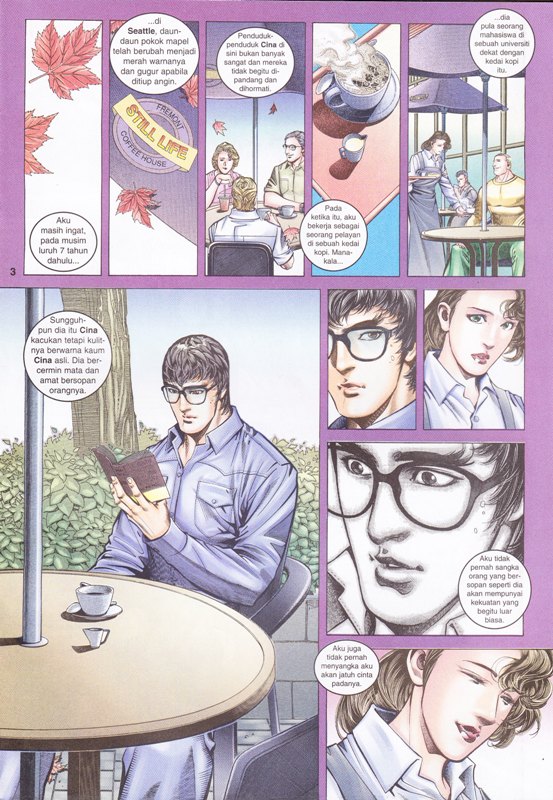 Aku
masih ingat,
pada musim
luruh 7 tahun
dahulu...
...di
Seattle, daun-
daun pokok mapel
telah berubah menjadi
merah warnanya
dan gugur apabila
ditiup angin.
FREMONT
STILL LIFE
COFFEE HOUSE
Penduduk-
penduduk Cina di
sini bukan banyak
sangat dan mereka
tidak begitu di-
pandang dan
dihormati.
Pada
ketika itu, aku
bekerja sebagai
seorang pelayan
di sebuah kedai
kopi. Mana-
kala...
...dia
pula seorang
mahasiswa di
sebuah universiti
dekat dengan
kedai kopi
itu.
3
Sungguh-
pun dia itu Cina
kacukan tetapi kulit-
nya berwarna kaum
Cina asli. Dia ber-
cermin mata dan
amat bersopan
orangnya.
Aku tidak
pernah sangka
orang yang ber-
sopan seperti dia
akan mempunyai
kekuatan yang
begitu luar
biasa.
Aku juga
tidak pernah
menyangka aku
akan jatuh cinta
padanya.